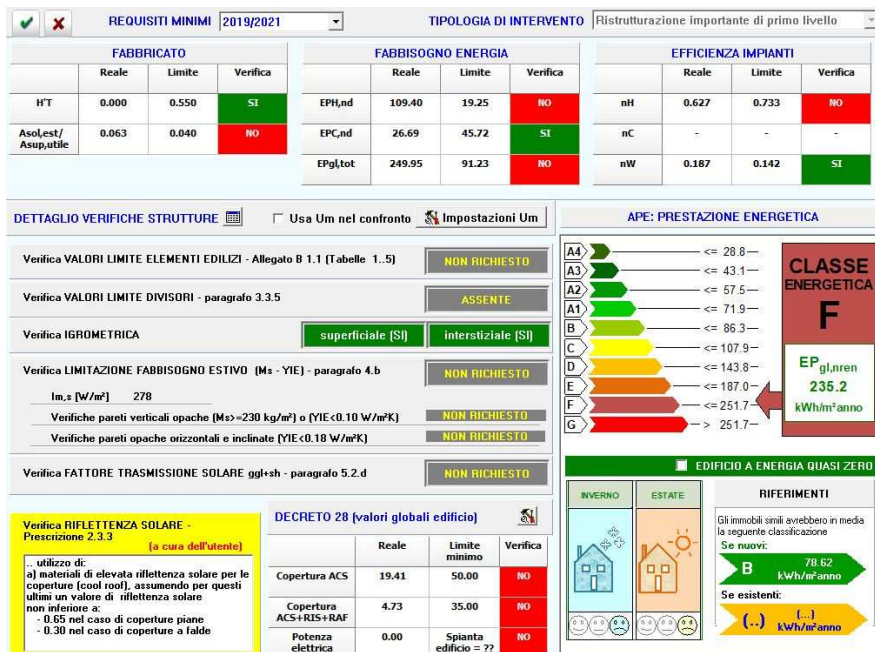 REQUISITI MINIMI 2019/2021 TIPOLOGIA DI INTERVENTO Ristrutturazione importante di primo livello
FABBRICATO
Reale Limite Verifica
H'T 0.000 0.550 SI
Asol,est/ Asup,utile 0.063 0.040 NO
FABBISOGNO ENERGIA
Reale Limite Verifica
EPH,nd 109.40 19.25 NO
EPC,nd 26.69 45.72 SI
EPgl,tot 249.95 91.23 NO
EFFICIENZA IMPIANTI
Reale Limite Verifica
nH 0.627 0.733 NO
nC - - -
nW 0.187 0.142 SI
DETTAGLIO VERIFICHE STRUTTURE Usa Um nel confronto Impostazioni Um
Verifica VALORI LIMITE ELEMENTI EDILIZI - Allegato B 1.1 (Tabelle 1..5) NON RICHIESTO
Verifica VALORI LIMITE DIVISORI - paragrafo 3.3.5 ASSENTE
Verifica IGROMETRICA superficiale (SI) interstiziale (SI)
Verifica LIMITAZIONE FABBISOGNO ESTIVO (Ms - YIE) - paragrafo 4.b NON RICHIESTO
Im,s [W/m²] 278
Verifiche pareti verticali opache (Ms>=230 kg/m²) o (YIE<0.10 W/m²K) NON RICHIESTO
Verifiche pareti opache orizzontali e inclinate (YIE<0.18 W/m²K) NON RICHIESTO
Verifica FATTORE TRASMISSIONE SOLARE ggl+sh - paragrafo 5.2.d NON RICHIESTO
APE: PRESTAZIONE ENERGETICA
A4 <= 28.8
A3 <= 43.1
A2 <= 57.5
A1 <= 71.9
B <= 86.3
C <= 107.9
D <= 143.8
E <= 187.0
F <= 251.7
G > 251.7
CLASSE
ENERGETICA
F
EPgl,nren
235.2
kWh/m²anno
Verifica RIFLETTENZA SOLARE -
Prescrizione 2.3.3
(a cura dell'utente)
.. utilizzo di:
a) materiali di elevata riflettenza solare per le
coperture (cool roof), assumendo per questi
ultimi un valore di riflettenza solare
non inferiore a:
- 0.65 nel caso di coperture piane
- 0.30 nel caso di coperture a falde
DECRETO 28 (valori globali edificio)
Reale Limite minimo Verifica
Copertura ACS 19.41 50.00 NO
Copertura ACS+RIS+RAF 4.73 35.00 NO
Potenza elettrica 0.00 Spianta edificio = ?? NO
EDIFICIO A ENERGIA QUASI ZERO
INVERNO ESTATE
RIFERIMENTI
Gli immobili simili avrebbero in media
la seguente classificazione
Se nuovi:
B 78.62
kWh/m²anno
Se esistenti:
(..) (...)
kWh/m²anno